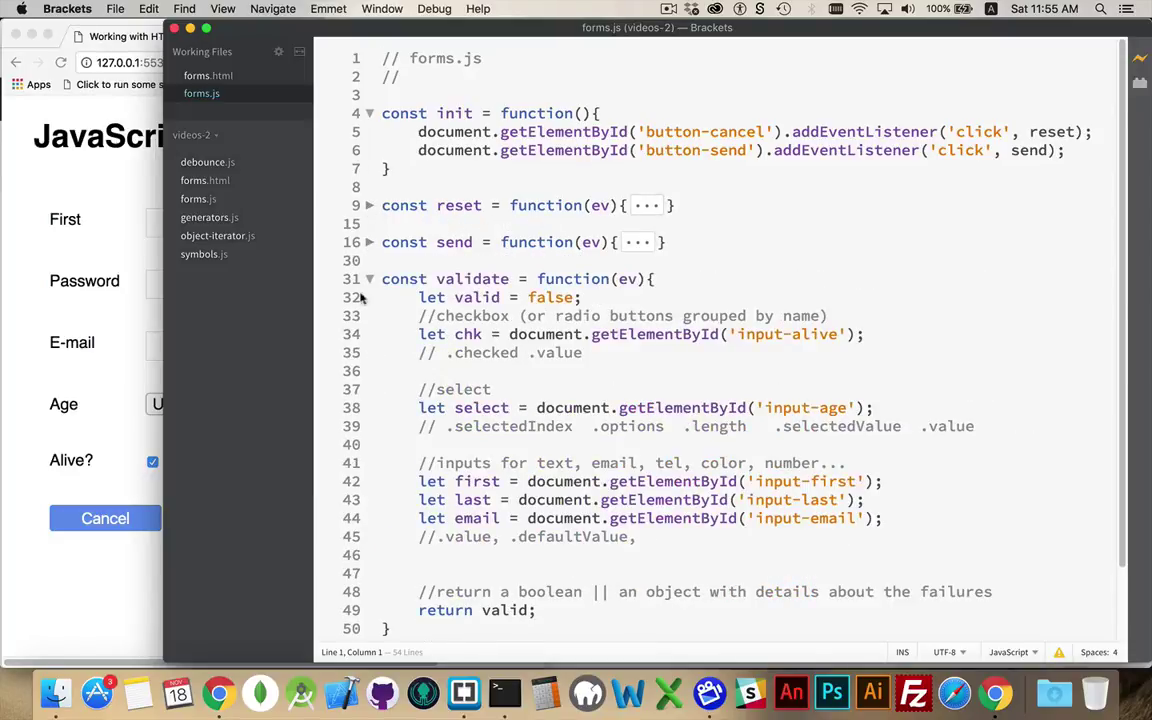 Brackets File Edit Find View Navigate Emmet Window Debug Help 100% Sat 11:55 AM
Working with HT
127.0.0.1:553
Apps Click to run some s
JavaScri
First
Password
E-mail
Age U
Alive?
Cancel
forms.js (videos-2) — Brackets
Working Files
forms.html
forms.js
videos-2
debounce.js
forms.html
forms.js
generators.js
object-iterator.js
symbols.js
1 // forms.js
2 //
3
4 const init = function(){
5 document.getElementById('button-cancel').addEventListener('click', reset);
6 document.getElementById('button-send').addEventListener('click', send);
7 }
8
9 const reset = function(ev){ ... }
15
16 const send = function(ev){ ... }
30
31 const validate = function(ev){
32 let valid = false;
33 //checkbox (or radio buttons grouped by name)
34 let chk = document.getElementById('input-alive');
35 // .checked .value
36
37 //select
38 let select = document.getElementById('input-age');
39 // .selectedIndex .options .length .selectedValue .value
40
41 //inputs for text, email, tel, color, number...
42 let first = document.getElementById('input-first');
43 let last = document.getElementById('input-last');
44 let email = document.getElementById('input-email');
45 //.value, .defaultValue,
46
47
48 //return a boolean || an object with details about the failures
49 return valid;
50 }
Line 1, Column 1 — 54 Lines INS UTF-8 JavaScript Spaces: 4
3 NOV 18 An Ps Ai Fz